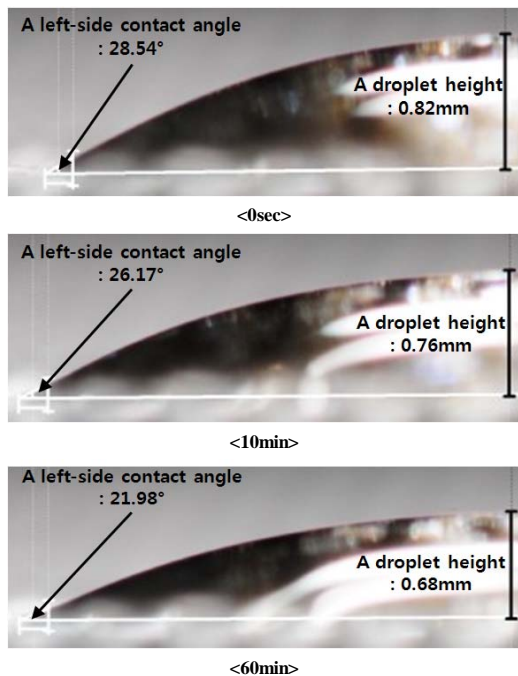 A left-side contact angle
: 28.54°
A droplet height
: 0.82mm
<0sec>
A left-side contact angle
: 26.17°
A droplet height
: 0.76mm
<10min>
A left-side contact angle
: 21.98°
A droplet height
: 0.68mm
<60min>